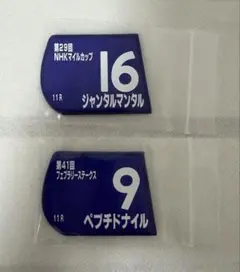 第29回
NHKマイルカップ
16
11R
ジャンタルマンタル
第41回
フェブラリーステークス
9
11R
ペプチドナイル